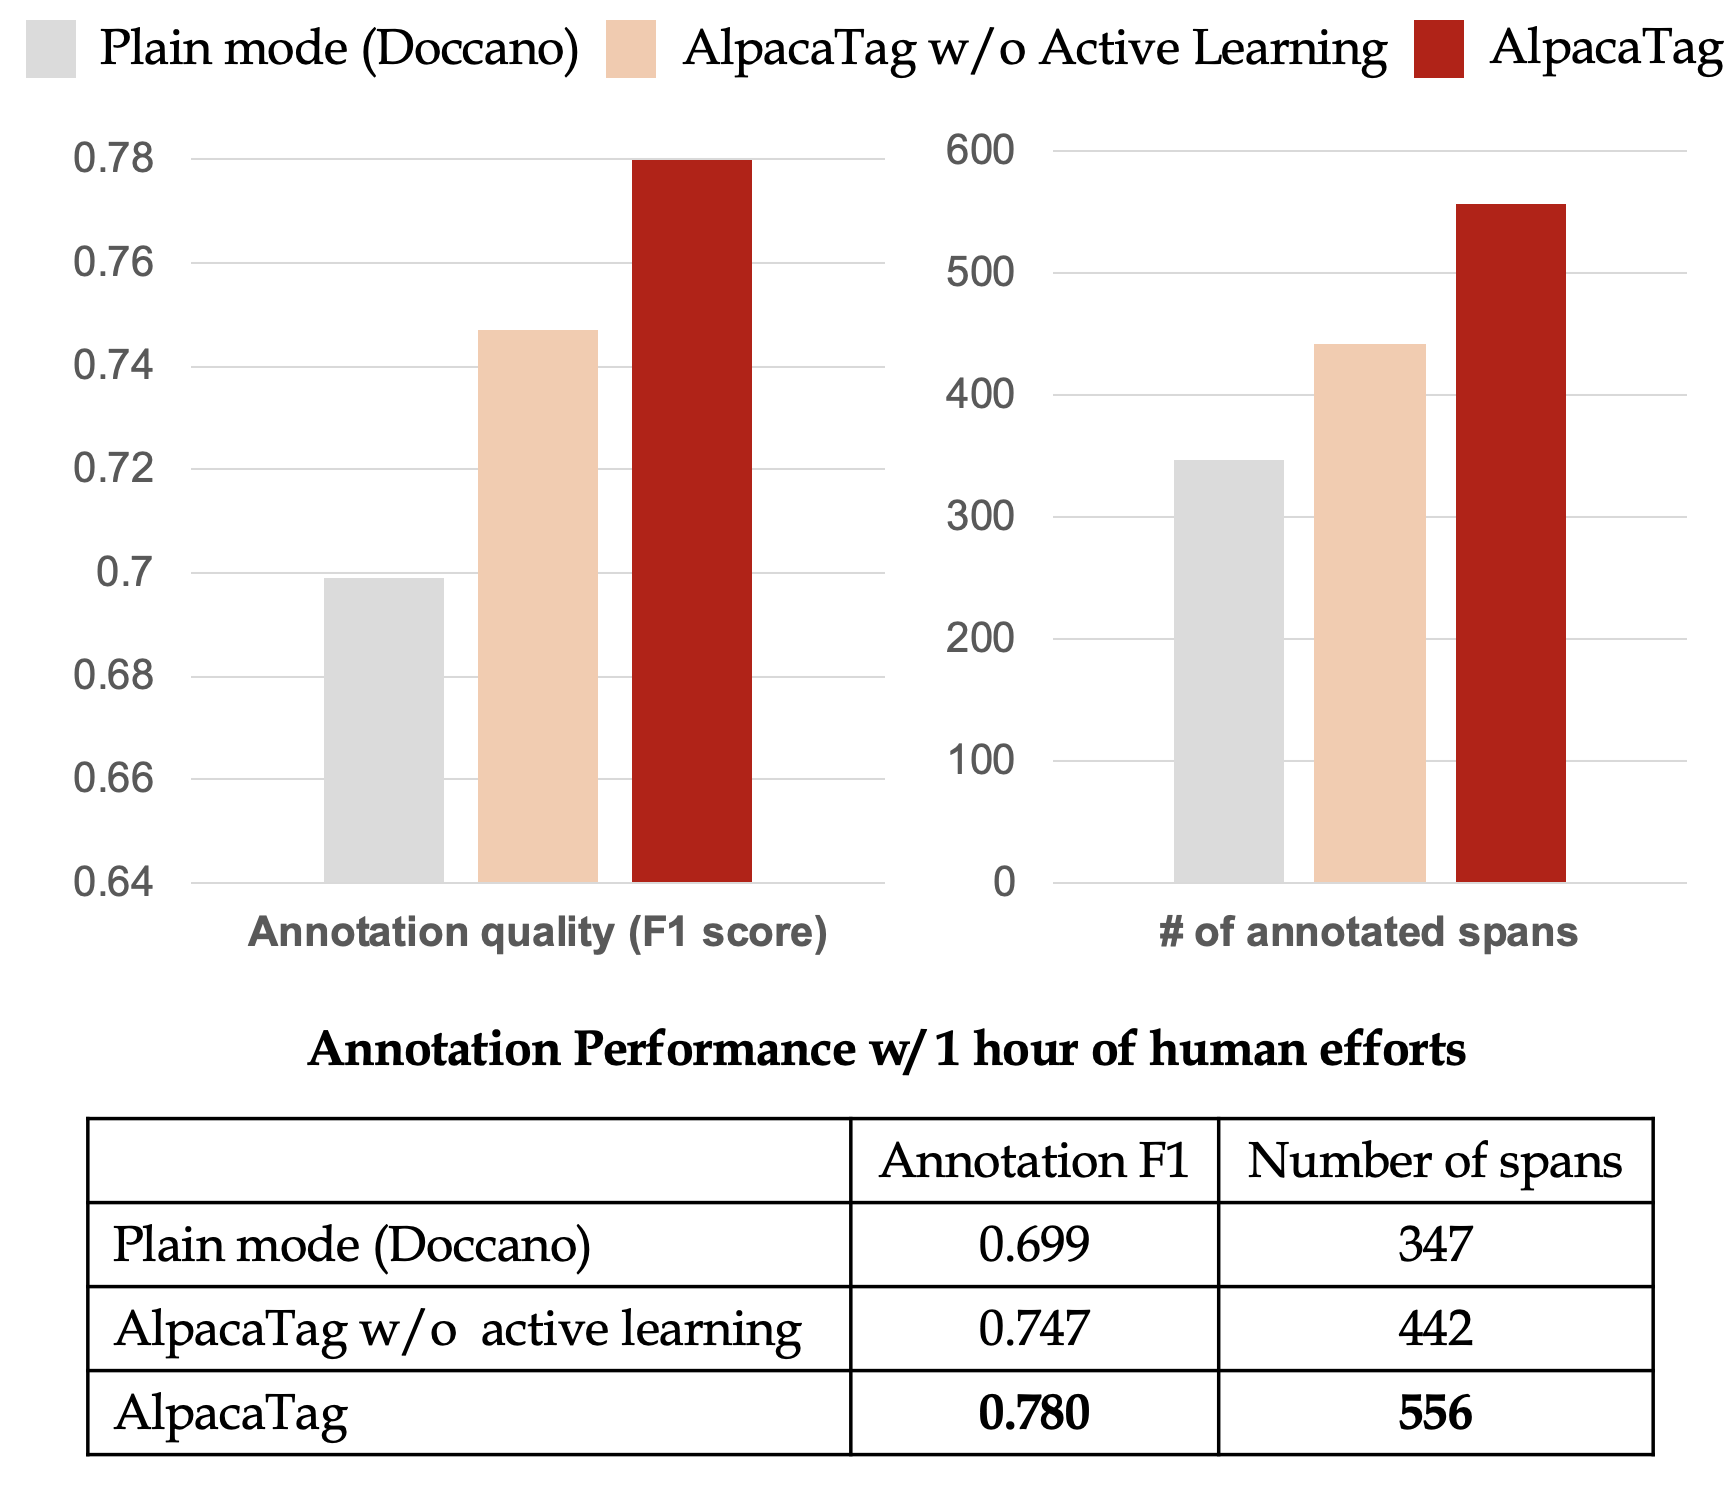 Plain mode (Doccano) AlpacaTag w/o Active Learning AlpacaTag
0.78
0.76
0.74
0.72
0.7
0.68
0.66
0.64
Annotation quality (F1 score)
600
500
400
300
200
100
0
# of annotated spans
Annotation Performance w/ 1 hour of human efforts
Annotation F1 Number of spans
Plain mode (Doccano) 0.699 347
AlpacaTag w/o active learning 0.747 442
AlpacaTag 0.780 556